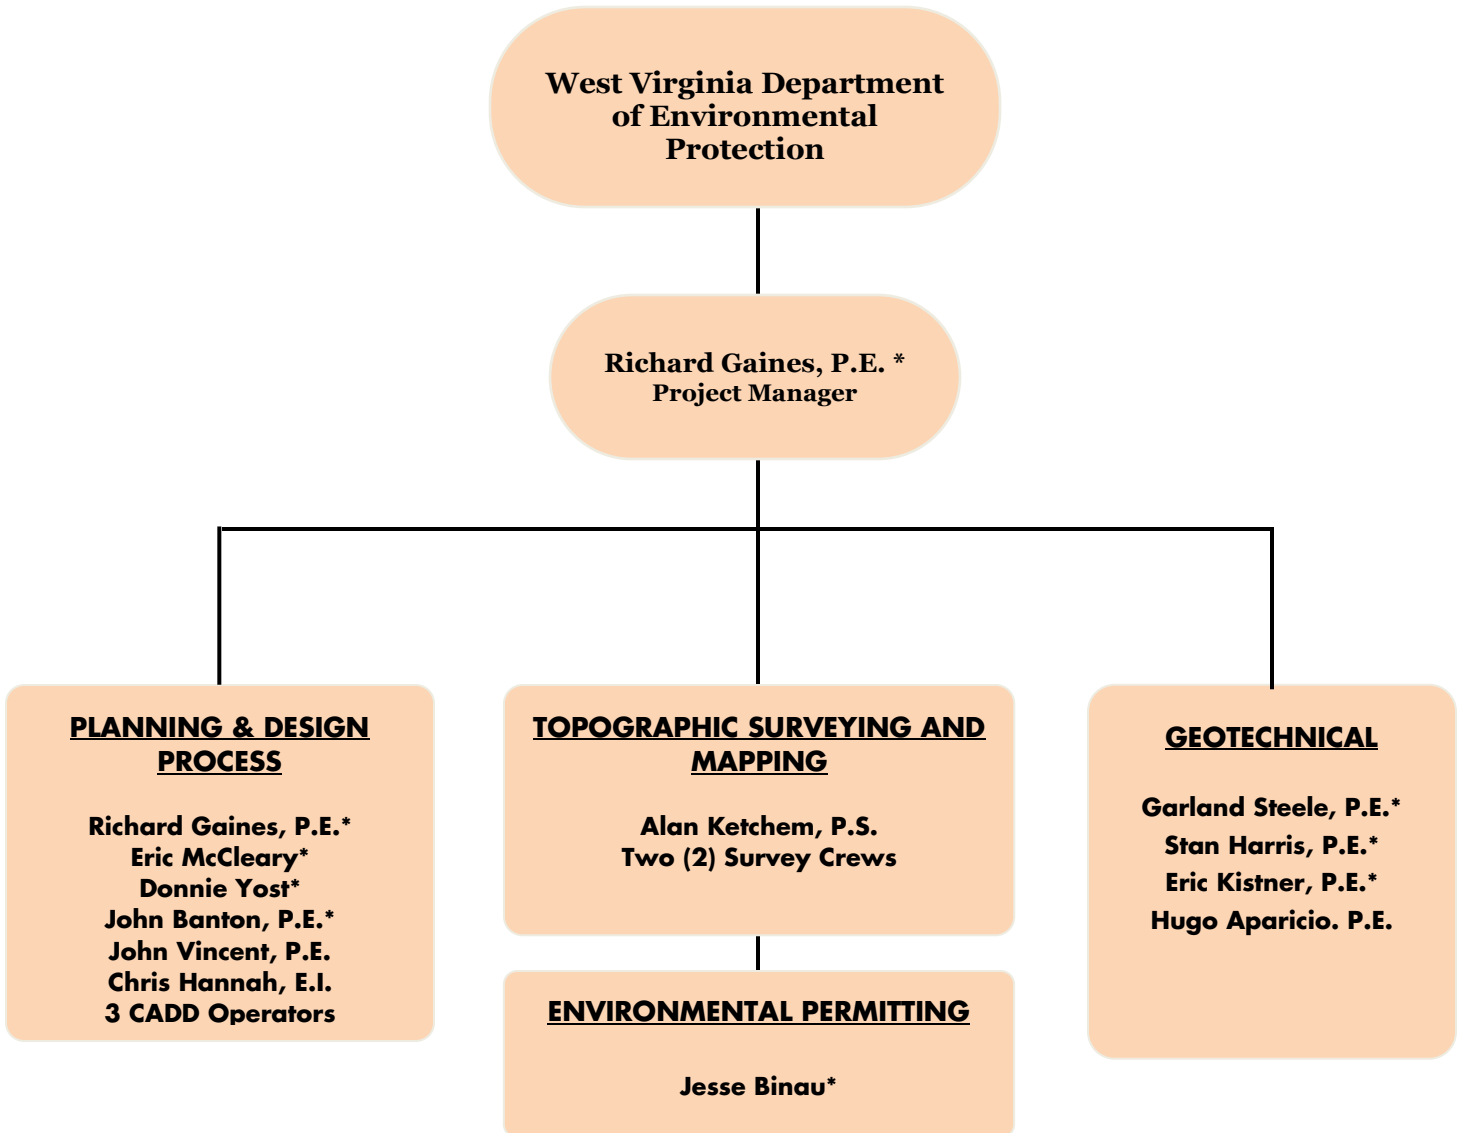 West Virginia Department
of Environmental
Protection
Richard Gaines, P.E. *
Project Manager
PLANNING & DESIGN
PROCESS
Richard Gaines, P.E.*
Eric McCleary*
Donnie Yost*
John Banton, P.E.*
John Vincent, P.E.
Chris Hannah, E.I.
3 CADD Operators
TOPOGRAPHIC SURVEYING AND
MAPPING
Alan Ketchem, P.S.
Two (2) Survey Crews
ENVIRONMENTAL PERMITTING
Jesse Binau*
GEOTECHNICAL
Garland Steele, P.E.*
Stan Harris, P.E.*
Eric Kistner, P.E.*
Hugo Aparicio. P.E.